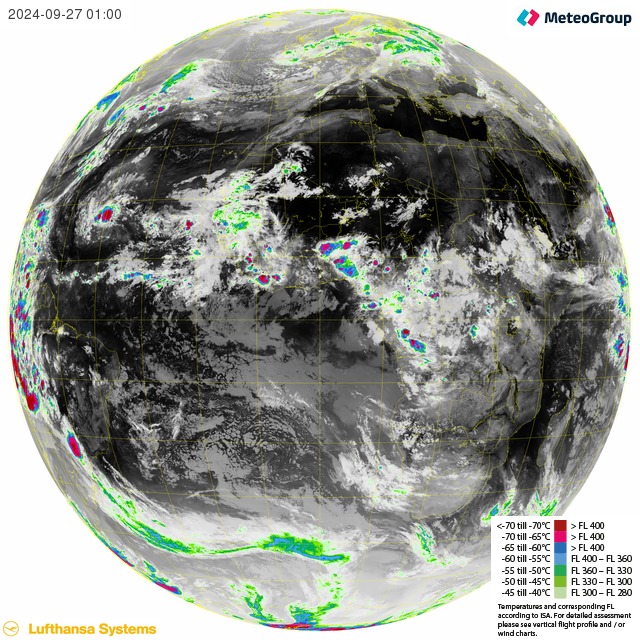 2024-09-27 01:00
MeteoGroup
<-70 till -70°C > FL 400
-70 till -65°C > FL 400
-65 till -60°C > FL 400
-60 till -55°C FL 400 – FL 360
-55 till -50°C FL 360 – FL 330
-50 till -45°C FL 330 – FL 300
-45 till -40°C FL 300 – FL 280
Temperatures and corresponding FL
according to ISA. For detailed assessment
please see vertical flight profile and / or
wind charts.
Lufthansa Systems